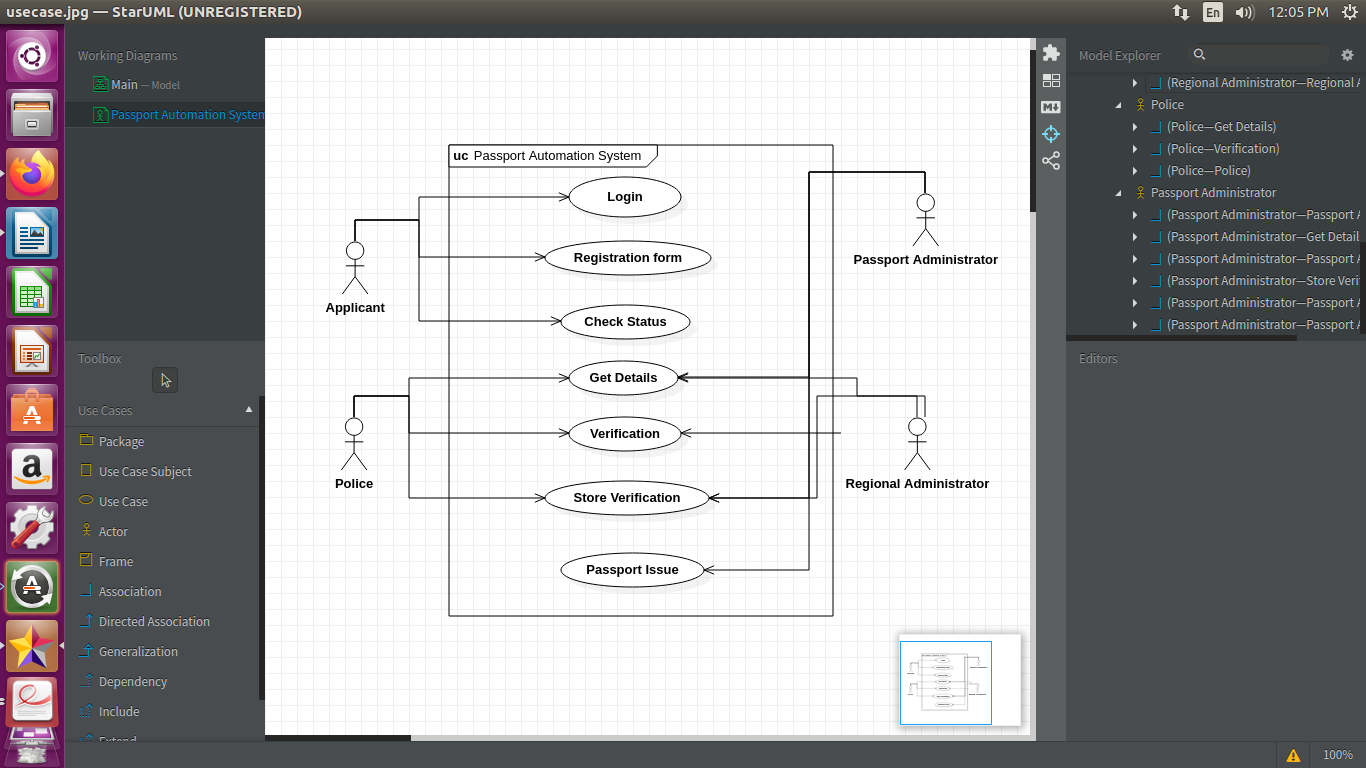 usecase.jpg — StarUML (UNREGISTERED)
En
12:05 PM
Working Diagrams
Main — Model
Passport Automation System
Toolbox
Use Cases
Package
Use Case Subject
Use Case
Actor
Frame
Association
Directed Association
Generalization
Dependency
Include
Extend
uc Passport Automation System
Login
Registration form
Check Status
Get Details
Verification
Store Verification
Passport Issue
Applicant
Police
Passport Administrator
Regional Administrator
M
Model Explorer
(Regional Administrator—Regional A
Police
(Police—Get Details)
(Police—Verification)
(Police—Police)
Passport Administrator
(Passport Administrator—Passport A
(Passport Administrator—Get Detail
(Passport Administrator—Passport A
(Passport Administrator—Store Veri
(Passport Administrator—Passport A
(Passport Administrator—Passport A
Editors
100%